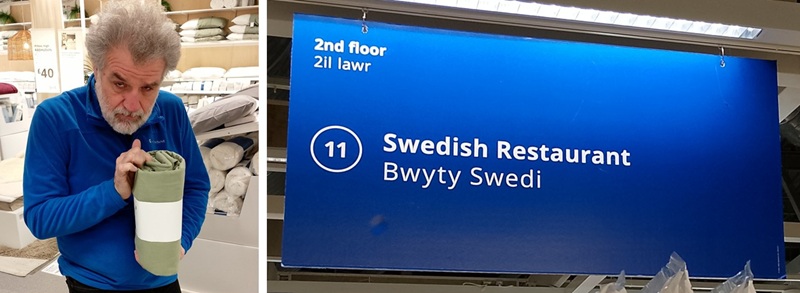 £40
2nd floor
2il lawr
11
Swedish Restaurant
Bwyty Swedi